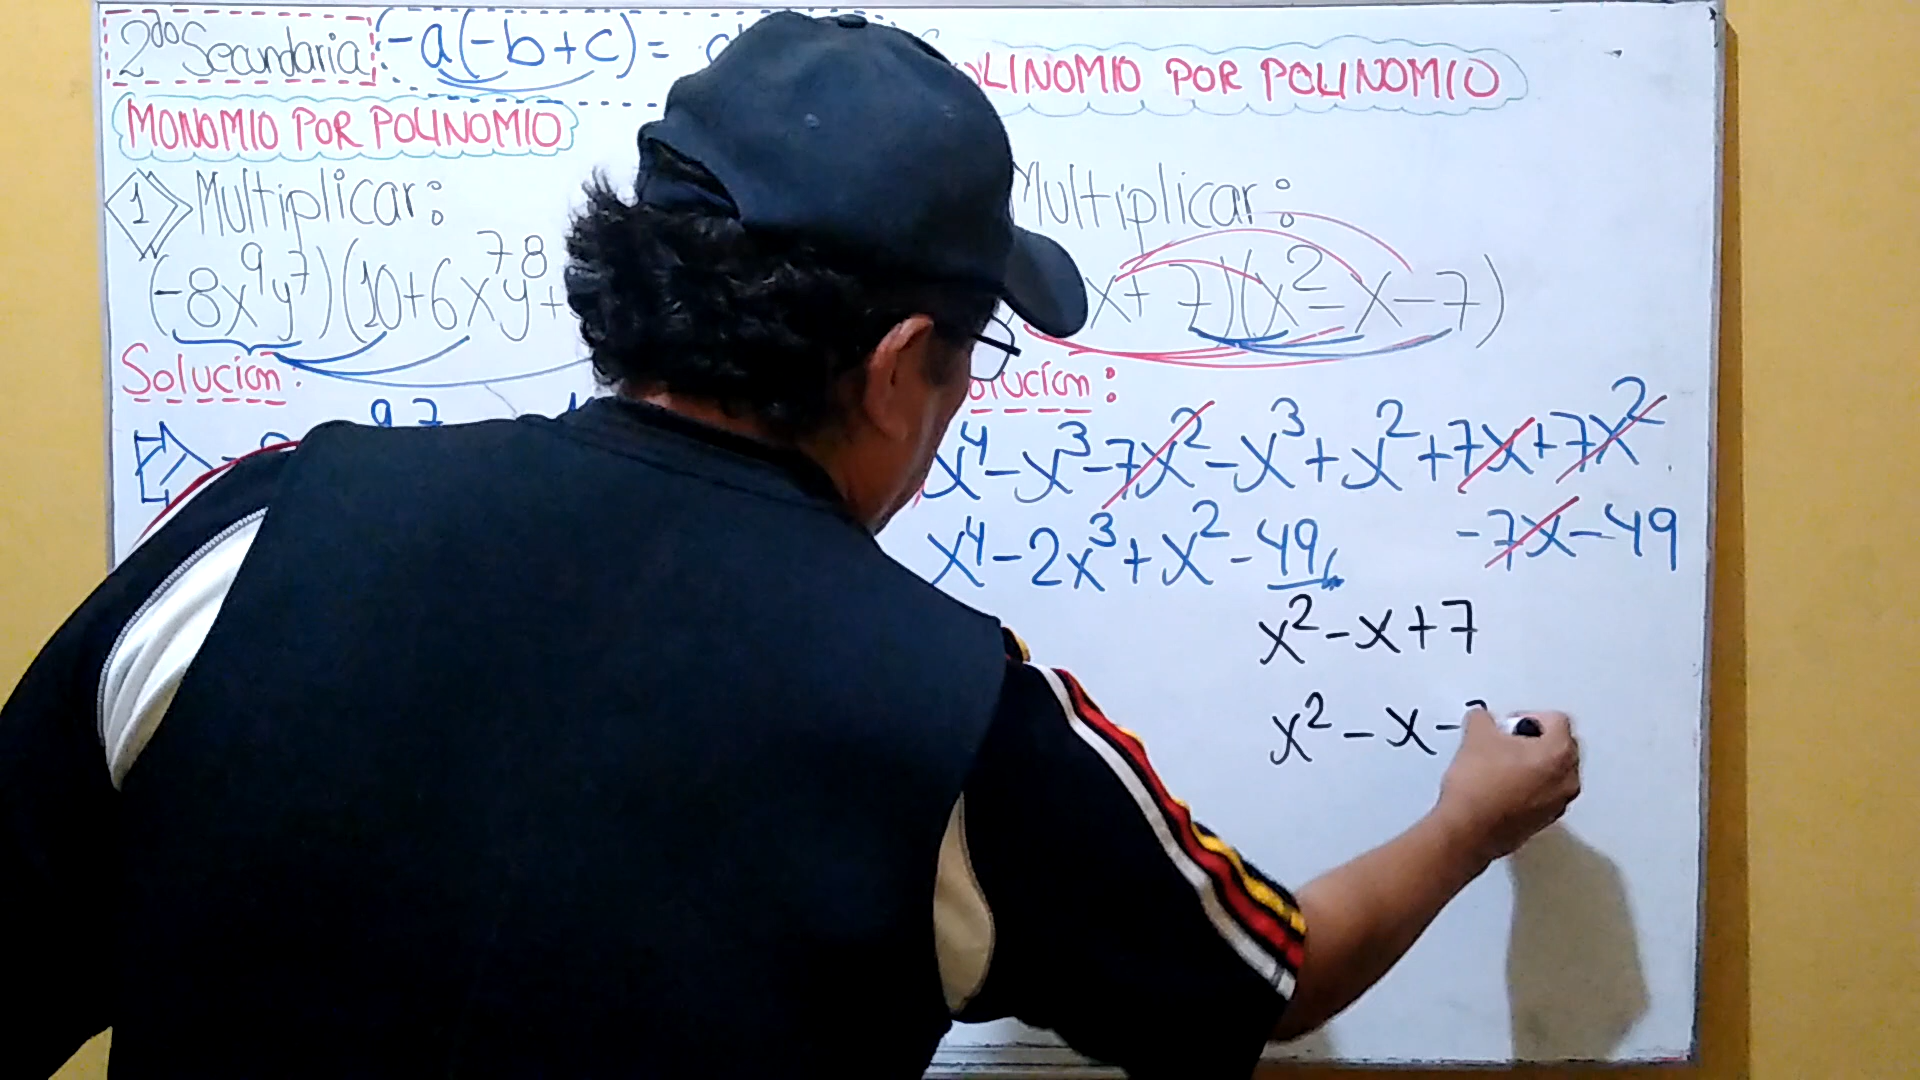 2do Secundaria
-a(-b+c)=
MONOMIO POR POLINOMIO
1 Multiplicar:
(-8x⁹y⁷)(10+6x⁷y⁸+
Solución:
POLINOMIO POR POLINOMIO
Multiplicar:
x+7)(x²-x-7)
Solución:
x⁴-x³-7x²-x³+x²+7x+7x²
-7x-49
x⁴-2x³+x²-49
x²-x+7
x²-x-